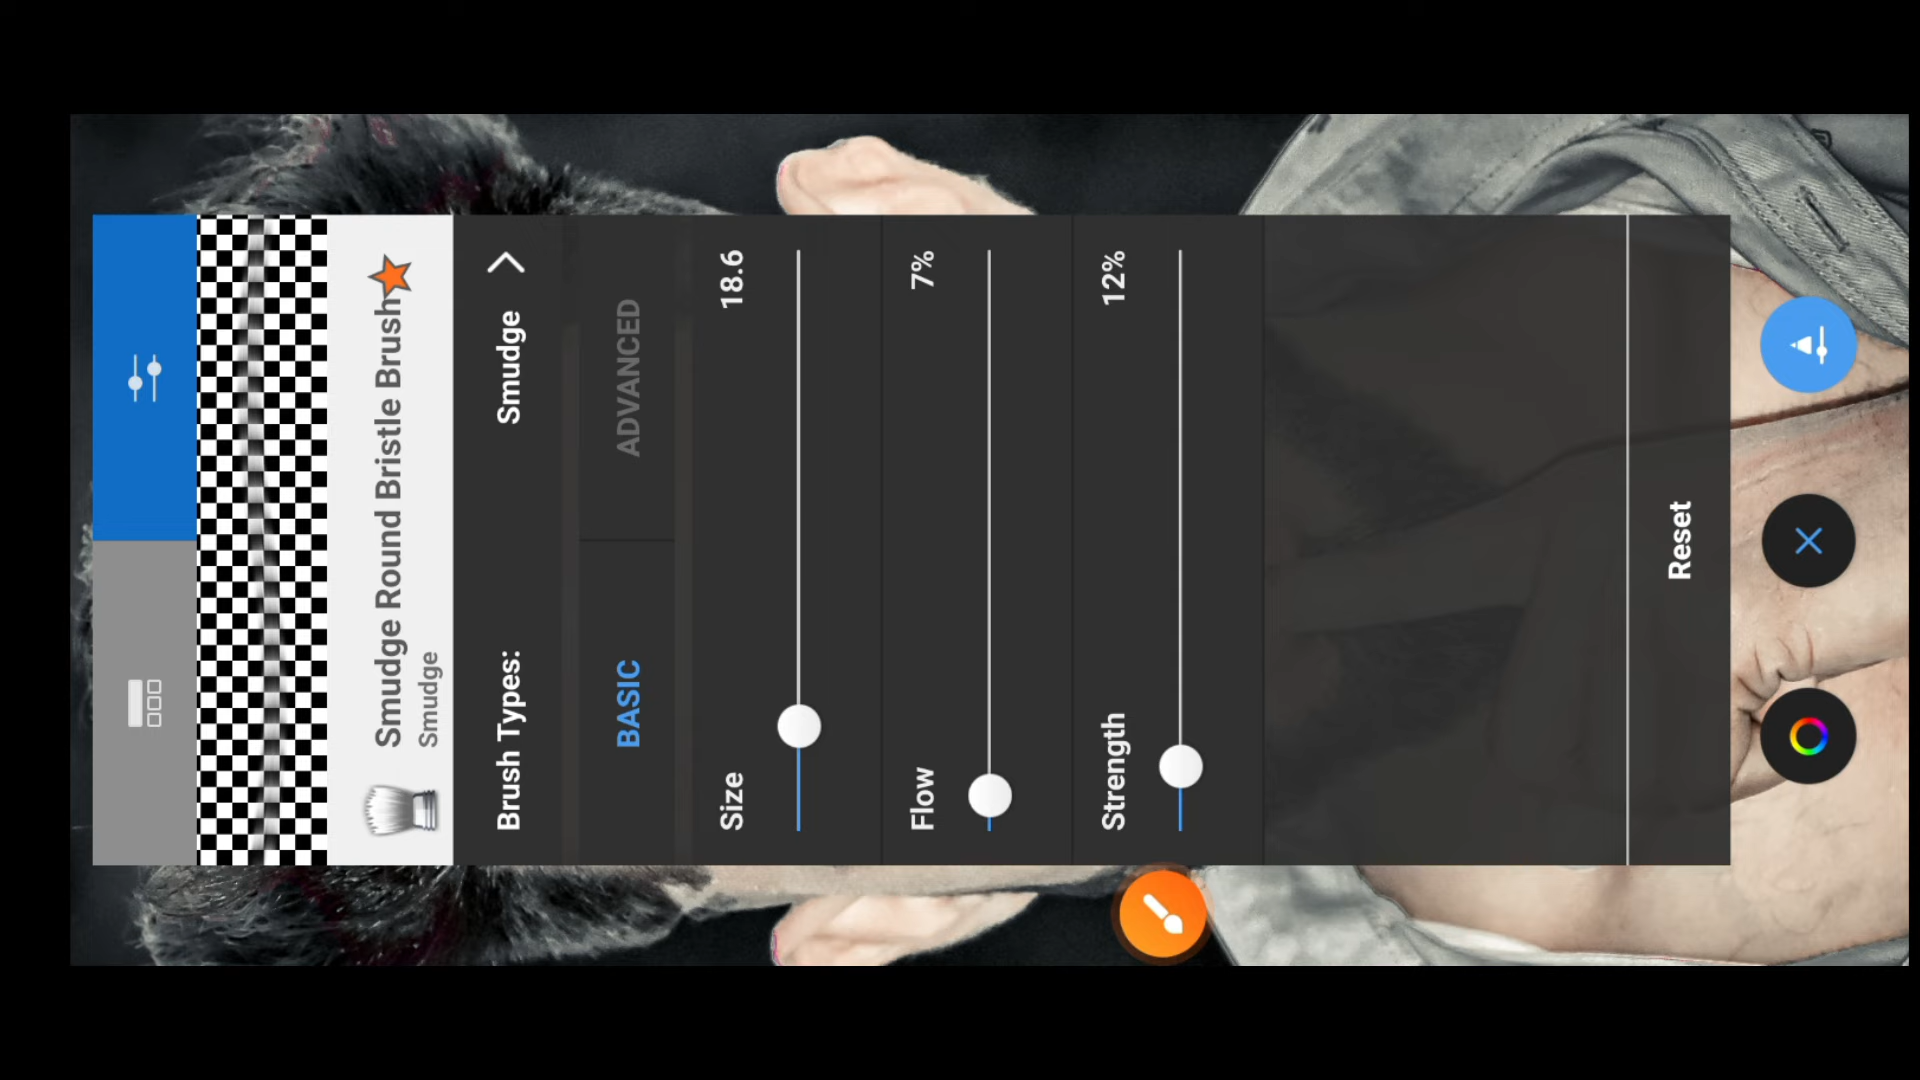 Smudge Round Bristle Brush
Smudge
Brush Types: Smudge
BASIC ADVANCED
Size 18.6
Flow 7%
Strength 12%
Reset